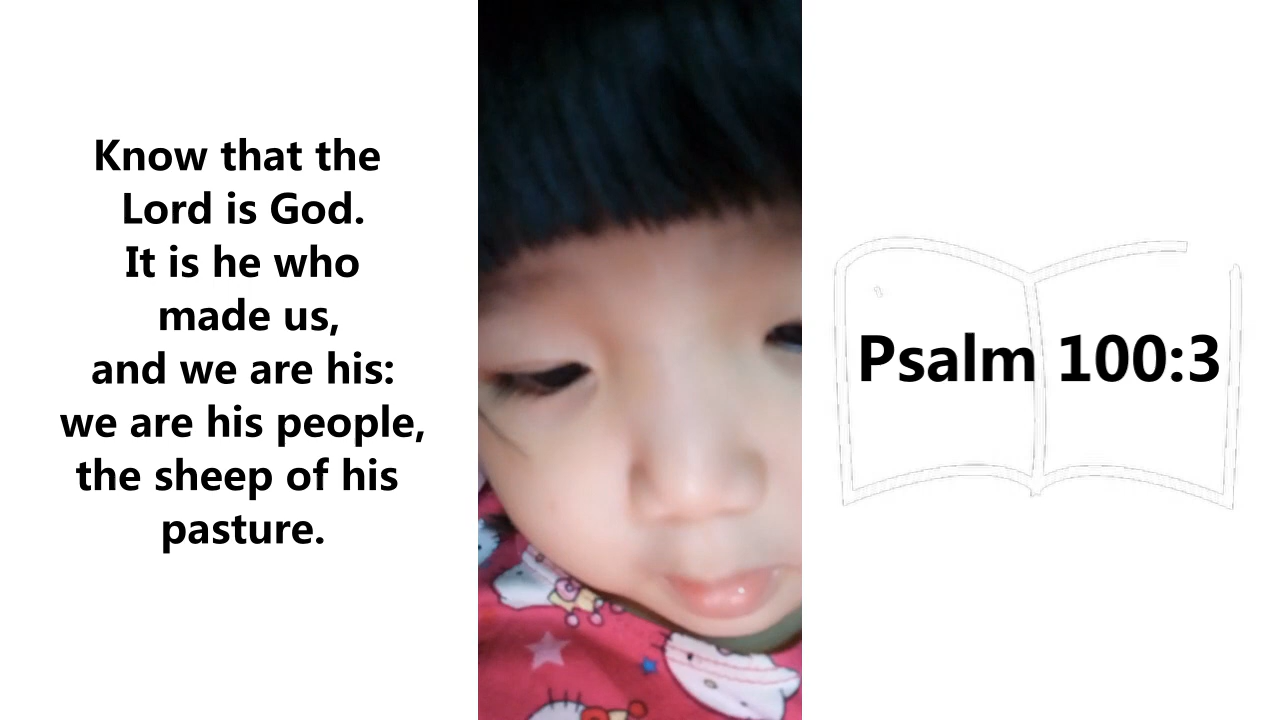 Know that the
Lord is God.
It is he who
made us,
and we are his:
we are his people,
the sheep of his
pasture.
Psalm 100:3